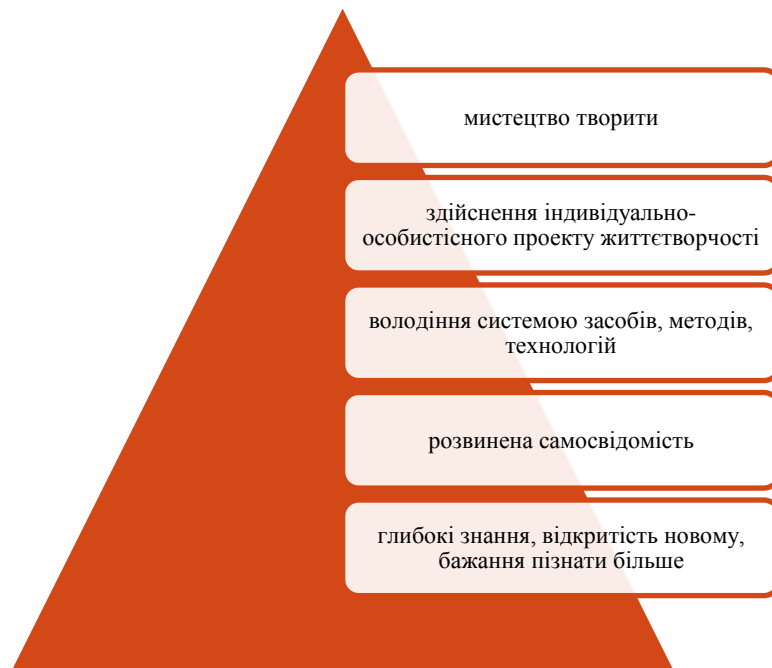 мистецтво творити
здійснення індивідуально-
особистісного проекту життєтворчості
володіння системою засобів, методів,
технологій
розвинена самосвідомість
глибокі знання, відкритість новому,
бажання пізнати більше